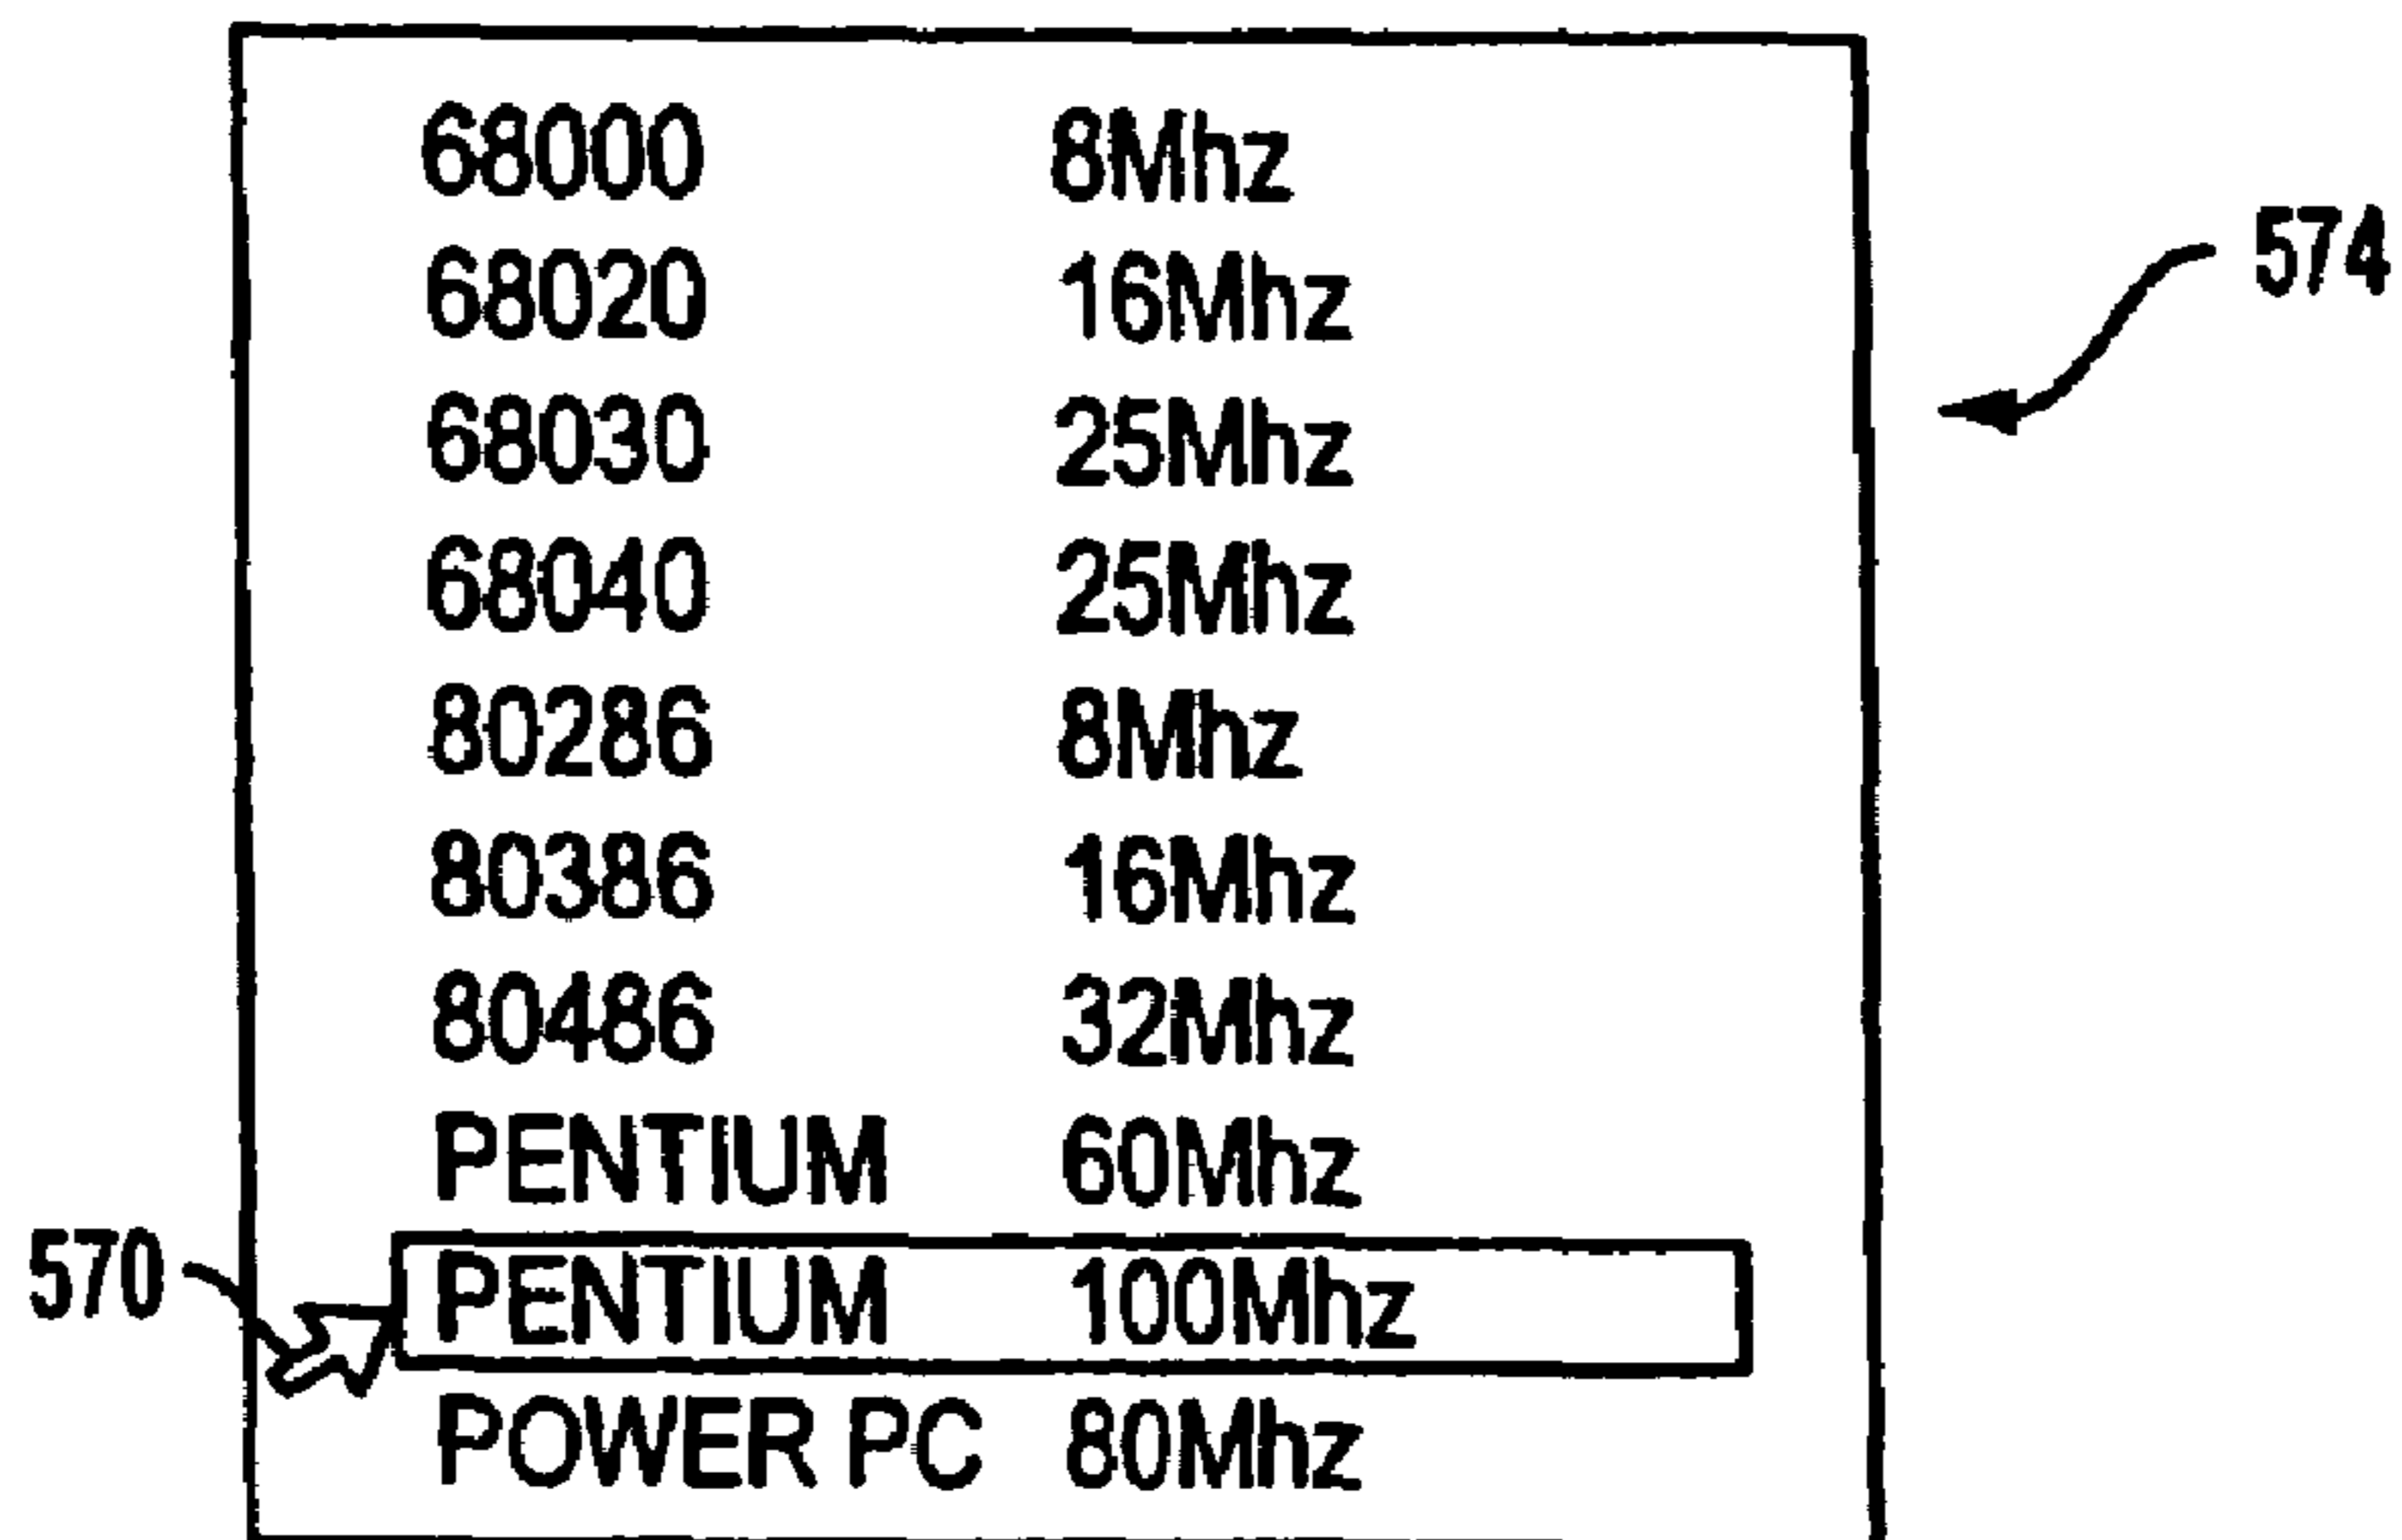 68000 8Mhz
68020 16Mhz
574
68030 25Mhz
68040 25Mhz
80286 8Mhz
80386 16Mhz
80486 32Mhz
PENTIUM 60Mhz
570
PENTIUM 100Mhz
POWER PC 80Mhz